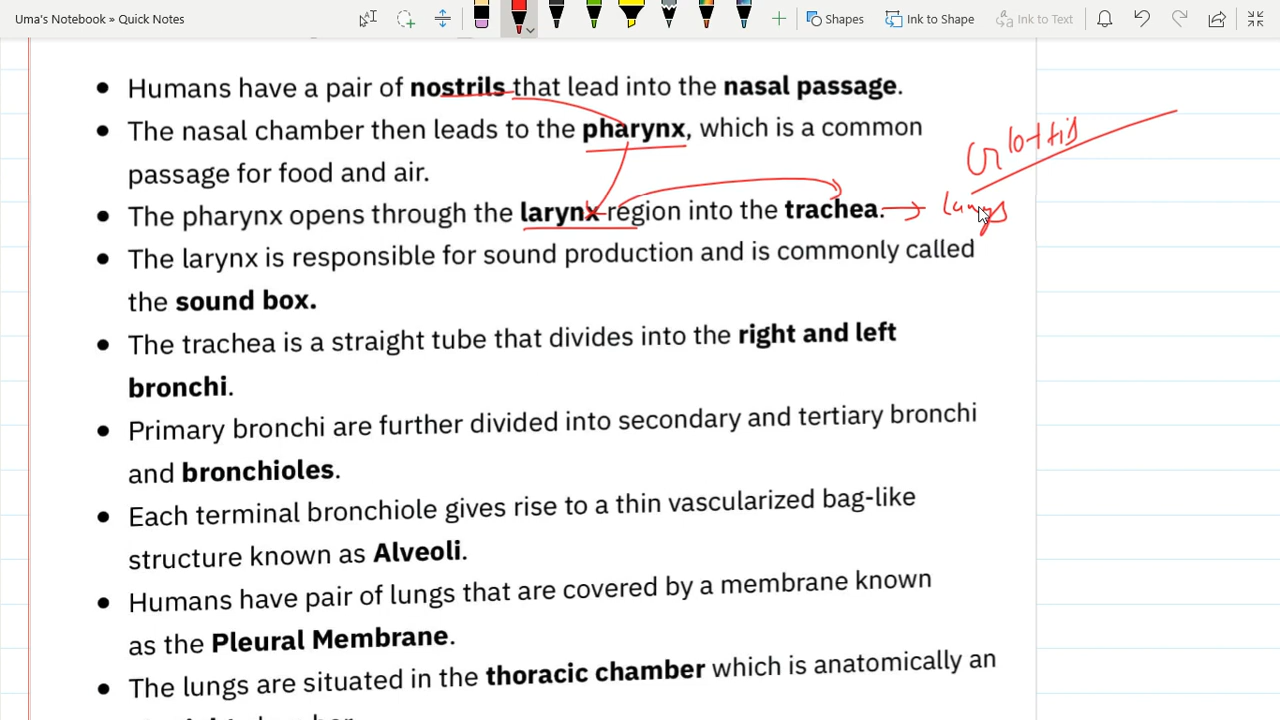 Uma's Notebook » Quick Notes
Shapes
Ink to Shape
Ink to Text
• Humans have a pair of nostrils that lead into the nasal passage.
• The nasal chamber then leads to the pharynx, which is a common
passage for food and air.
Glottis
• The pharynx opens through the larynx region into the trachea. → lungs
• The larynx is responsible for sound production and is commonly called
the sound box.
• The trachea is a straight tube that divides into the right and left
bronchi.
• Primary bronchi are further divided into secondary and tertiary bronchi
and bronchioles.
• Each terminal bronchiole gives rise to a thin vascularized bag-like
structure known as Alveoli.
• Humans have pair of lungs that are covered by a membrane known
as the Pleural Membrane.
• The lungs are situated in the thoracic chamber which is anatomically an